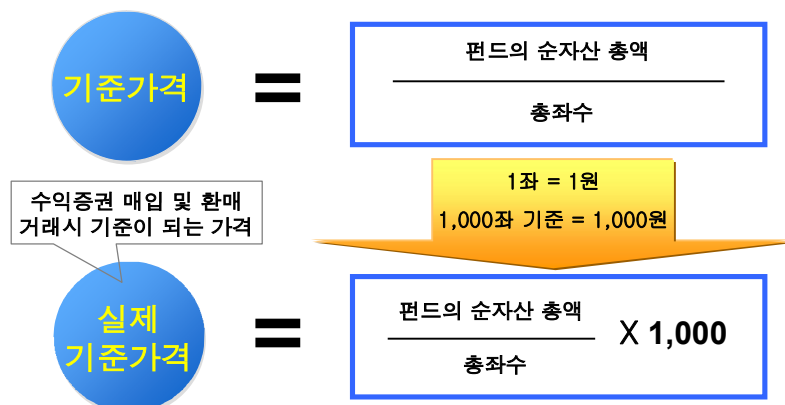 기준가격
=
펀드의 순자산 총액
총좌수
수익증권 매입 및 환매
거래시 기준이 되는 가격
1좌 = 1원
1,000좌 기준 = 1,000원
실제
기준가격
=
펀드의 순자산 총액
총좌수
X 1,000